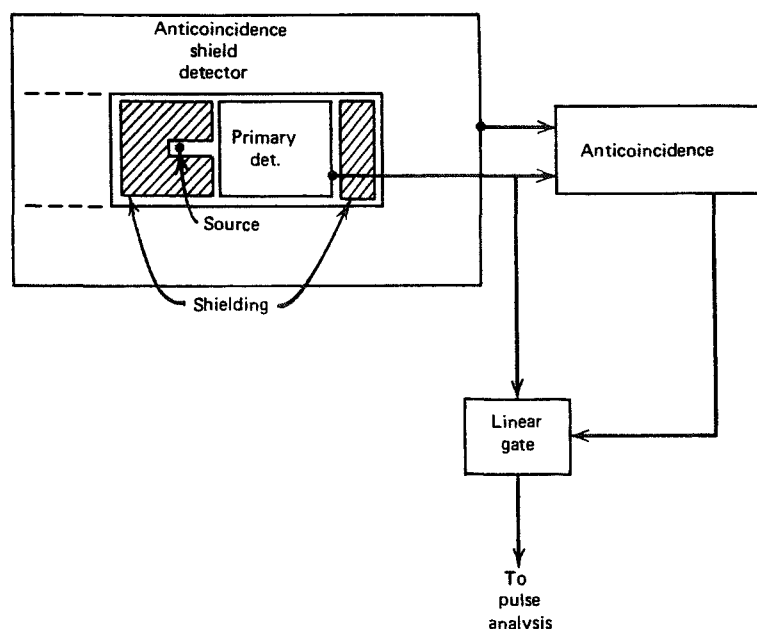 Anticoincidence
shield
detector
Primary
det.
Source
Shielding
Anticoincidence
Linear
gate
To
pulse
analysis